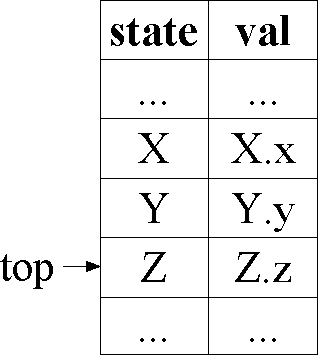 state val
... ...
X X.x
Y Y.y
top Z Z.z
... ...